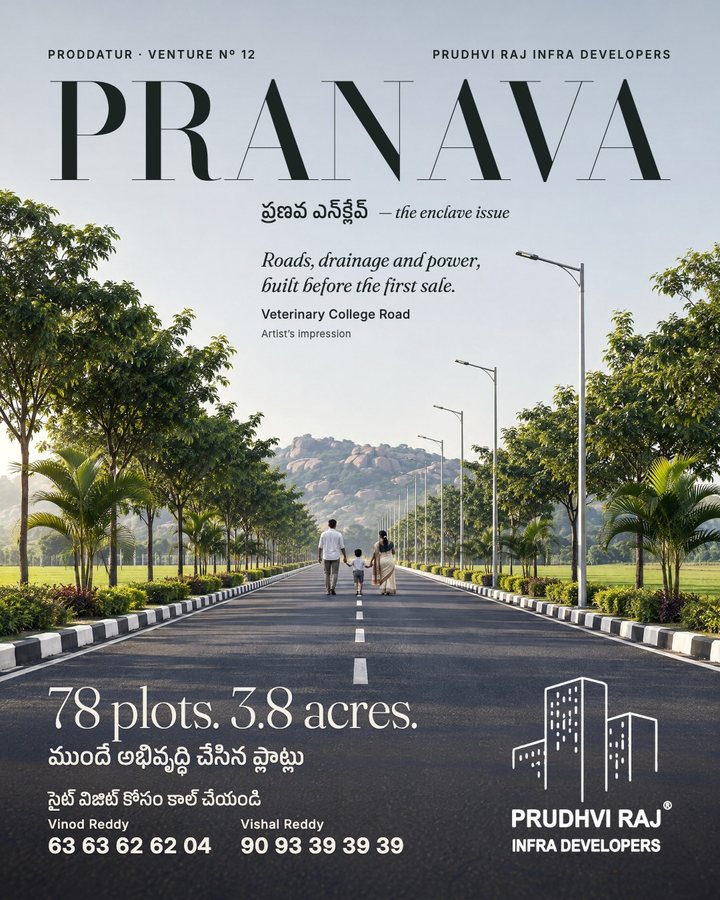 PRODDATUR · VENTURE Nº 12
PRUDHVI RAJ INFRA DEVELOPERS
PRANAVA
ప్రణవ ఎన్‌క్లేవ్ — the enclave issue
Roads, drainage and power,
built before the first sale.
Veterinary College Road
Artist's impression
78 plots. 3.8 acres.
ముందే అభివృద్ధి చేసిన ప్లాట్లు
సైట్ విజిట్ కోసం కాల్ చేయండి
Vinod Reddy
63 63 62 62 04
Vishal Reddy
90 93 39 39 39
PRUDHVI RAJ®
INFRA DEVELOPERS